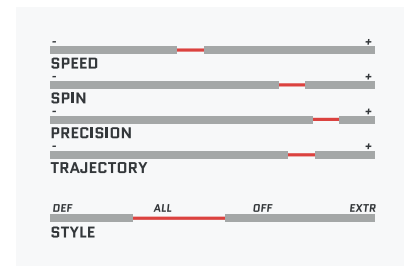 - +
SPEED
- +
SPIN
- +
PRECISION
- +
TRAJECTORY
DEF ALL OFF EXTR
STYLE